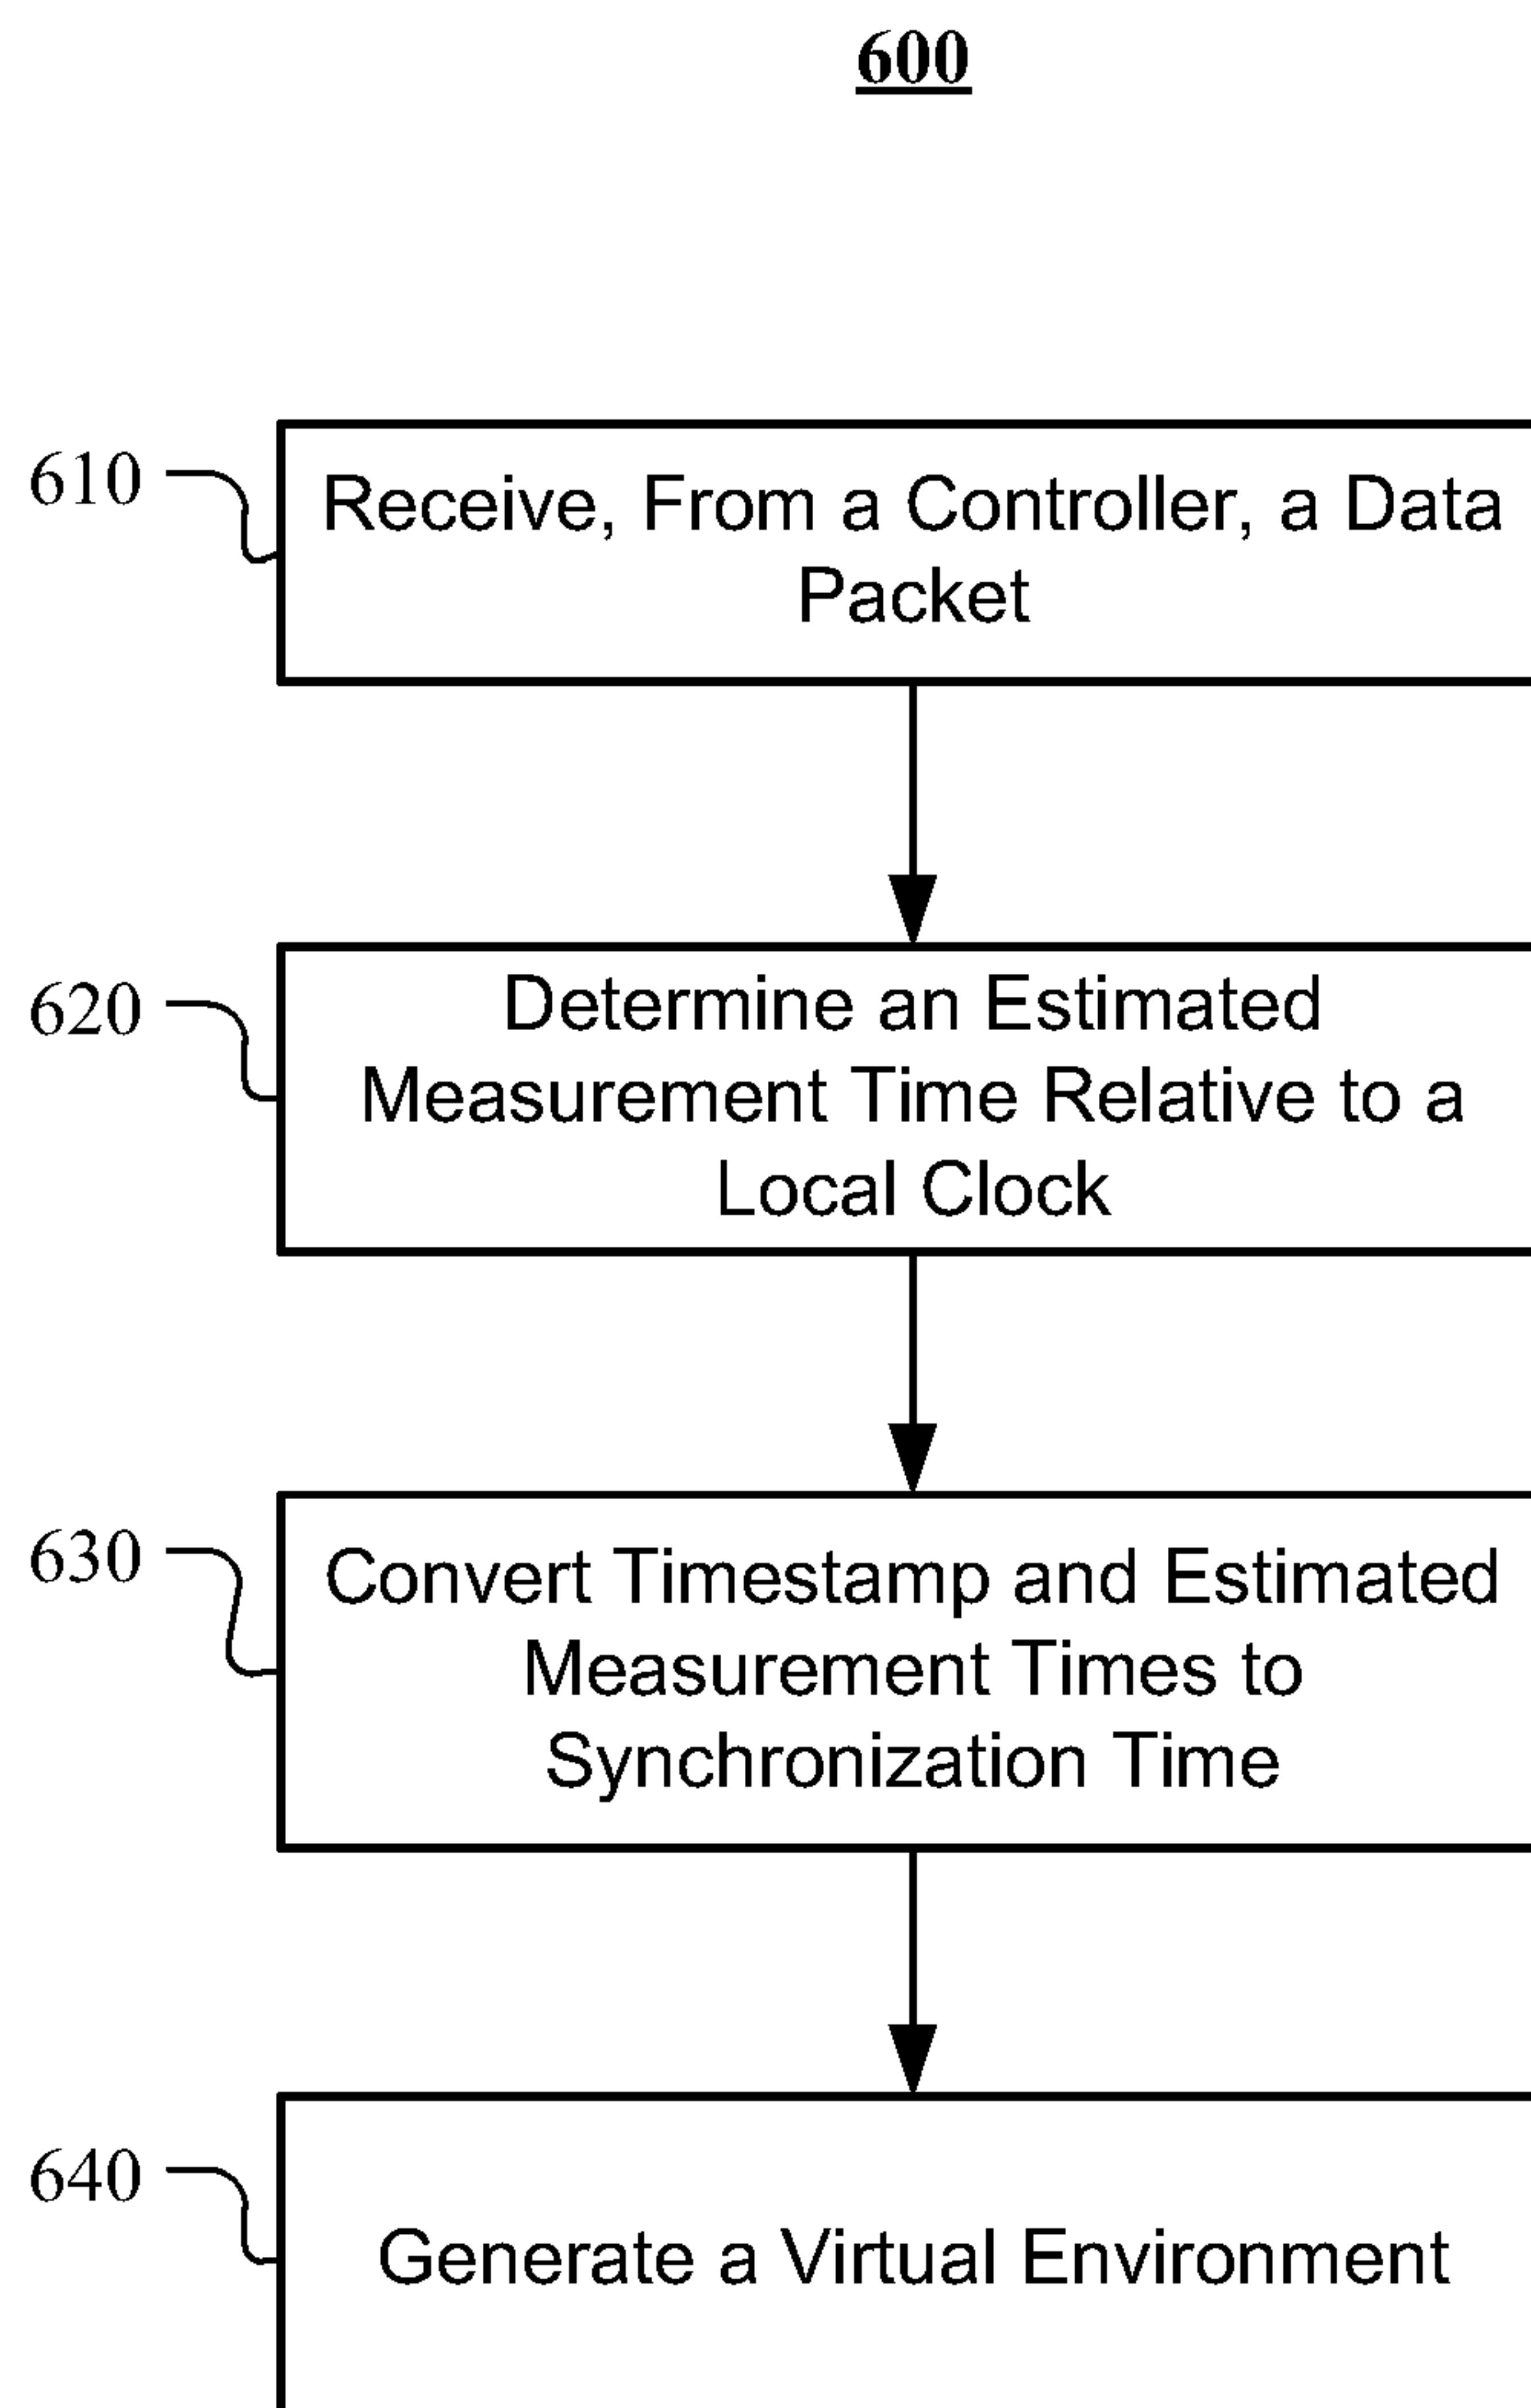 600
610
Receive, From a Controller, a Data
Packet
620
Determine an Estimated
Measurement Time Relative to a
Local Clock
630
Convert Timestamp and Estimated
Measurement Times to
Synchronization Time
640
Generate a Virtual Environment